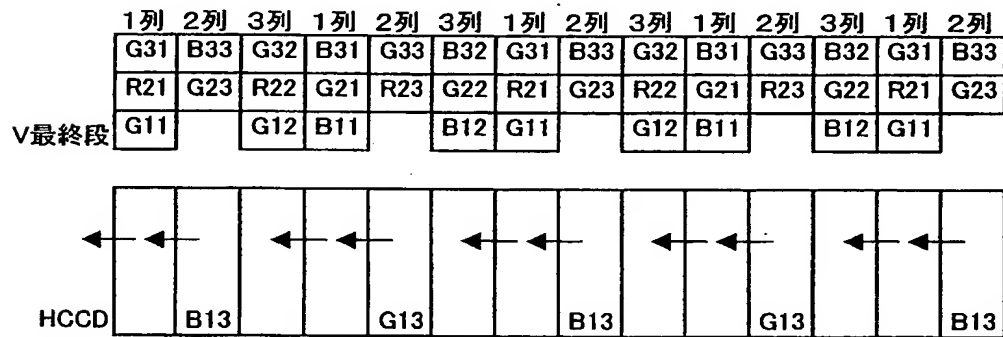 1列 2列 3列 1列 2列 3列 1列 2列 3列 1列 2列 3列 1列 2列
G31 B33 G32 B31 G33 B32 G31 B33 G32 B31 G33 B32 G31 B33
R21 G23 R22 G21 R23 G22 R21 G23 R22 G21 R23 G22 R21 G23
V最終段 G11 G12 B11 B12 G11 G12 B11 B12 G11
HCCD B13 G13 B13 G13 B13